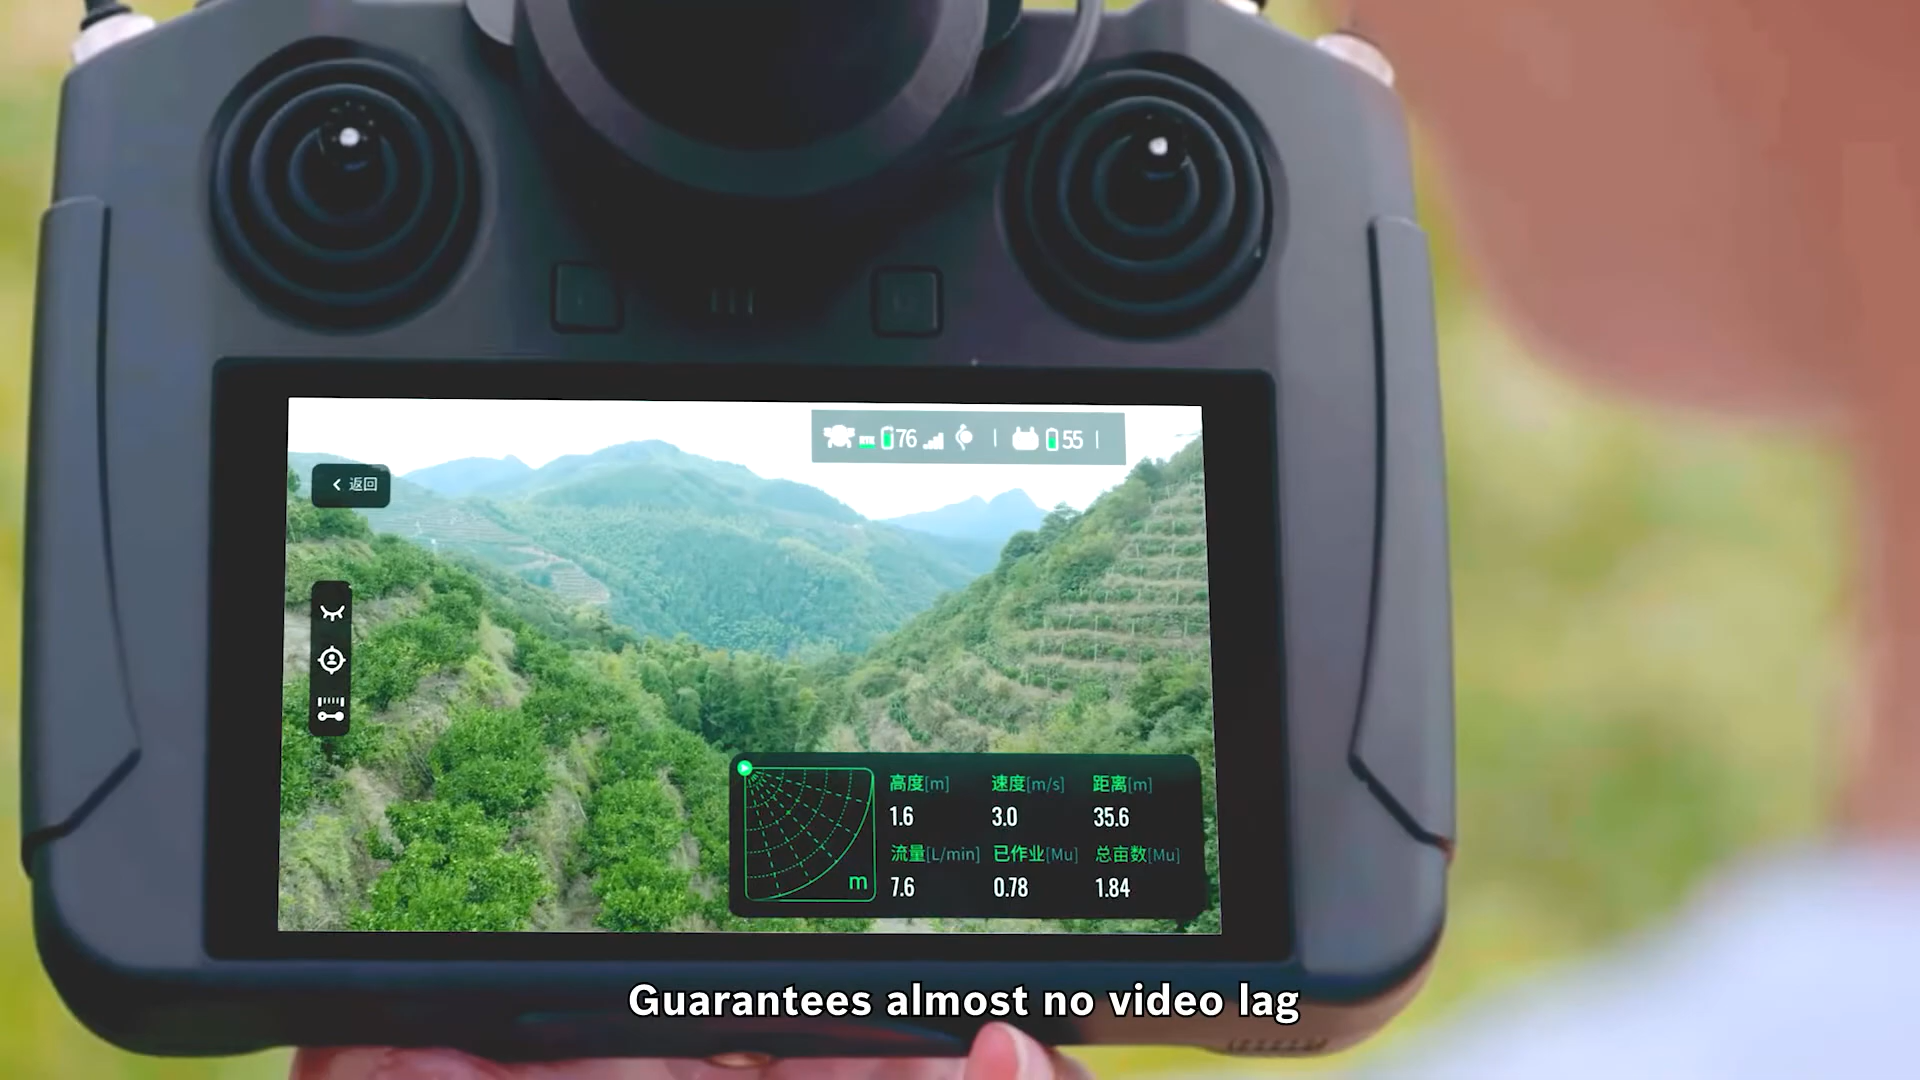 RTK 76 55
返回
高度[m] 速度[m/s] 距离[m]
1.6 3.0 35.6
流量[L/min] 已作业[Mu] 总亩数[Mu]
m 7.6 0.78 1.84
Guarantees almost no video lag